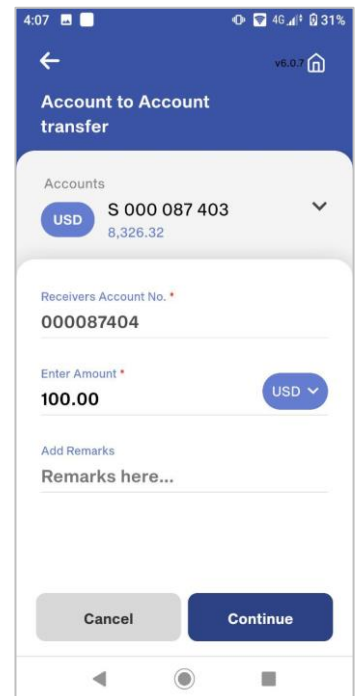 4:07 4G 31%
v6.0.7
Account to Account
transfer
Accounts
USD S 000 087 403
8,326.32
Receivers Account No. *
000087404
Enter Amount *
100.00 USD
Add Remarks
Remarks here...
Cancel Continue